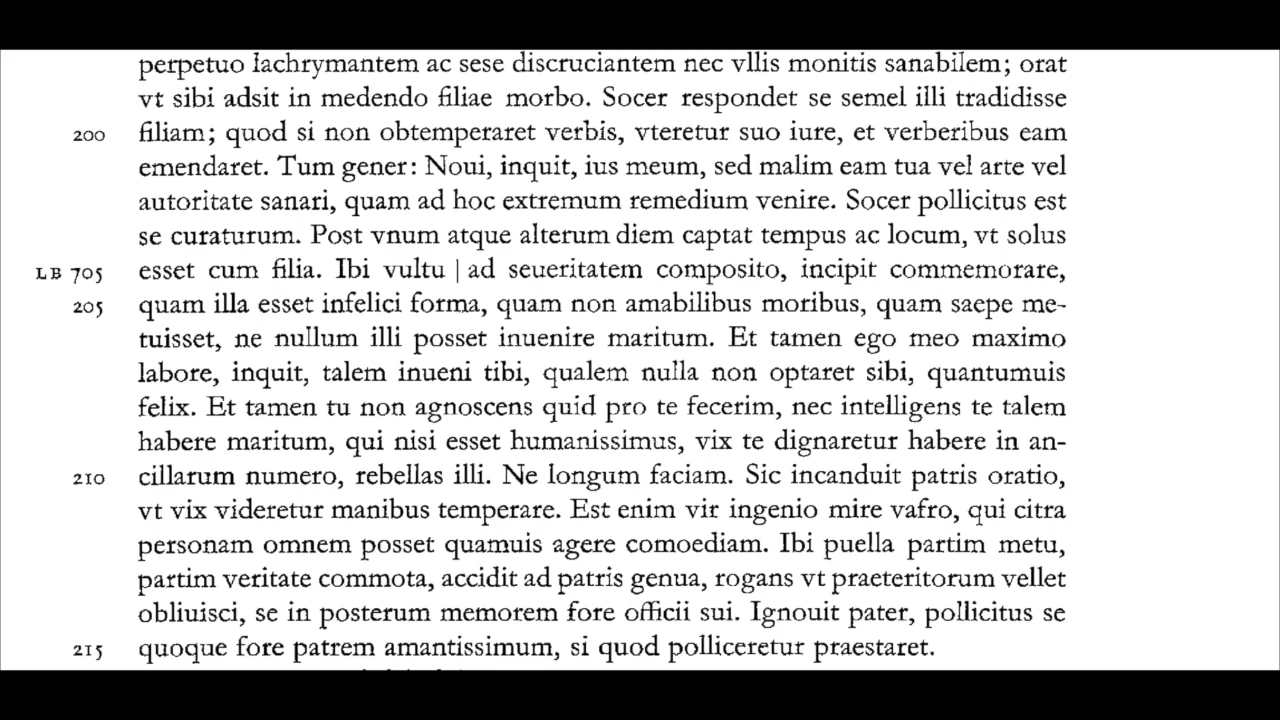 perpetuo lachrymantem ac sese discruciantem nec vllis monitis sanabilem; orat
vt sibi adsit in medendo filiae morbo. Socer respondet se semel illi tradidisse
200 filiam; quod si non obtemperaret verbis, vteretur suo iure, et verberibus eam
emendaret. Tum gener: Noui, inquit, ius meum, sed malim eam tua vel arte vel
autoritate sanari, quam ad hoc extremum remedium venire. Socer pollicitus est
se curaturum. Post vnum atque alterum diem captat tempus ac locum, vt solus
LB 705 esset cum filia. Ibi vultu | ad seueritatem composito, incipit commemorare,
205 quam illa esset infelici forma, quam non amabilibus moribus, quam saepe me-
tuisset, ne nullum illi posset inuenire maritum. Et tamen ego meo maximo
labore, inquit, talem inueni tibi, qualem nulla non optaret sibi, quantumuis
felix. Et tamen tu non agnoscens quid pro te fecerim, nec intelligens te talem
habere maritum, qui nisi esset humanissimus, vix te dignaretur habere in an-
210 cillarum numero, rebellas illi. Ne longum faciam. Sic incanduit patris oratio,
vt vix videretur manibus temperare. Est enim vir ingenio mire vafro, qui citra
personam omnem posset quamuis agere comoediam. Ibi puella partim metu,
partim veritate commota, accidit ad patris genua, rogans vt praeteritorum vellet
obliuisci, se in posterum memorem fore officii sui. Ignouit pater, pollicitus se
215 quoque fore patrem amantissimum, si quod polliceretur praestaret.